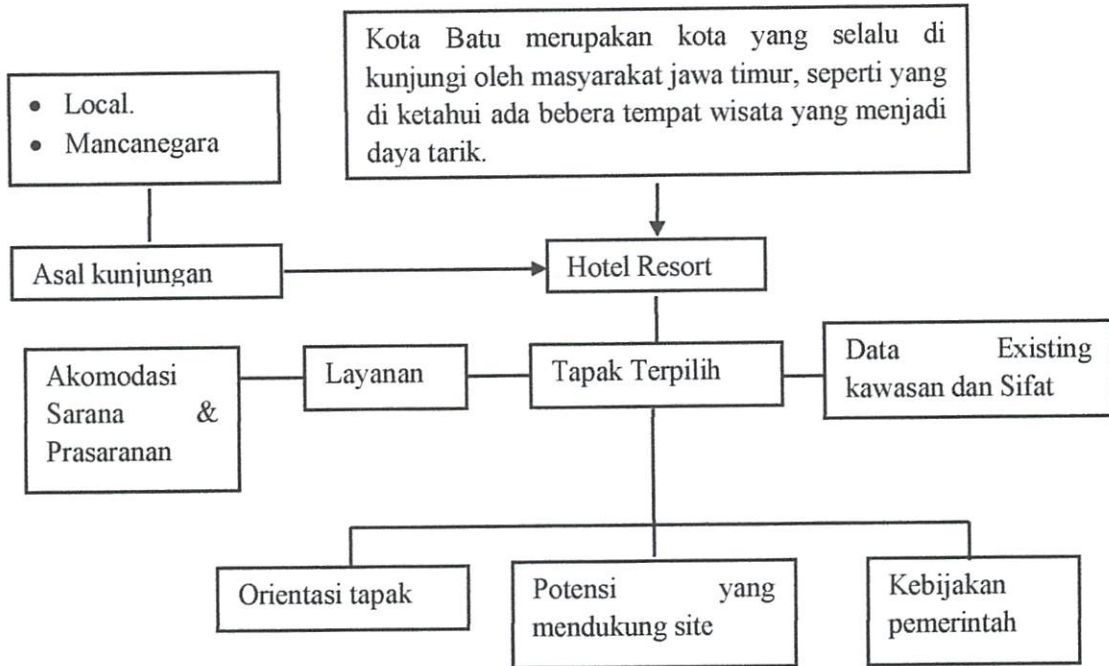 Kota Batu merupakan kota yang selalu di
kunjungi oleh masyarakat jawa timur, seperti yang
di ketahui ada bebera tempat wisata yang menjadi
daya tarik.
• Local.
• Mancanegara
Asal kunjungan
Hotel Resort
Akomodasi
Sarana &
Prasaranan
Layanan
Tapak Terpilih
Data Existing
kawasan dan Sifat
Orientasi tapak
Potensi yang
mendukung site
Kebijakan
pemerintah